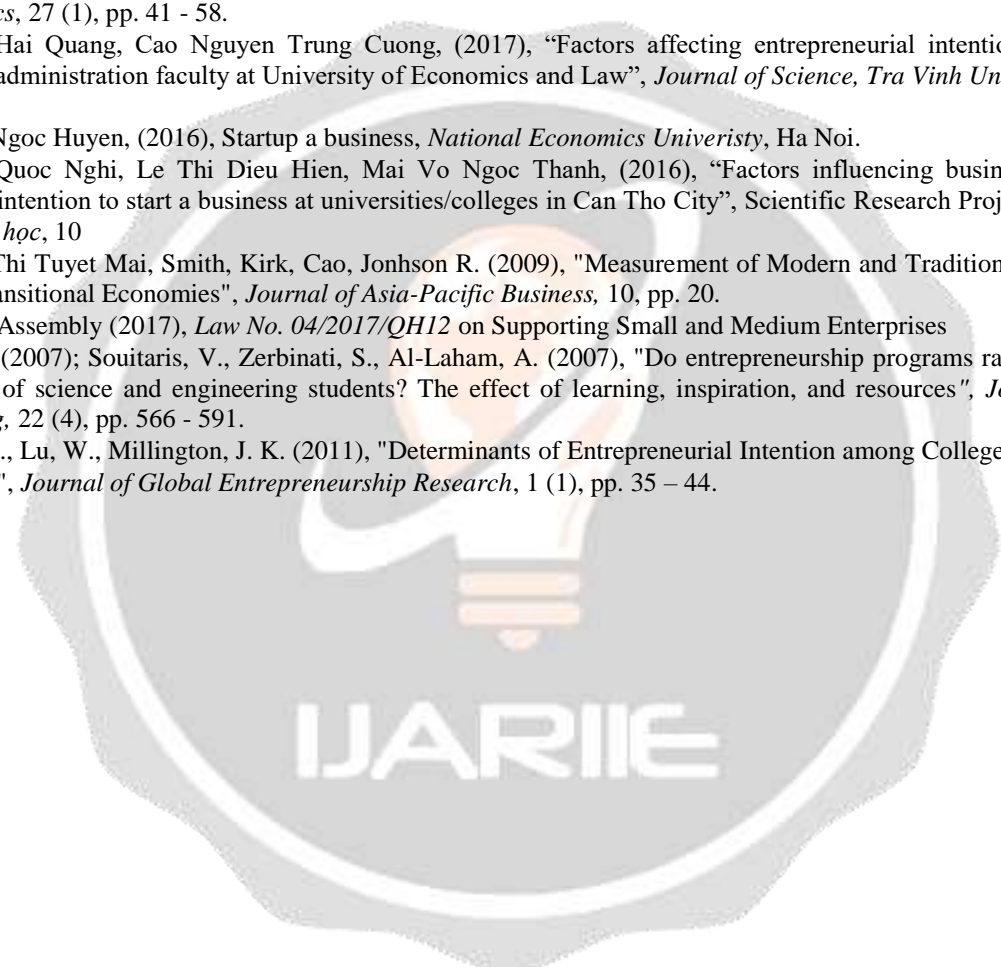 cs, 27 (1), pp. 41 - 58.
Hai Quang, Cao Nguyen Trung Cuong, (2017), “Factors affecting entrepreneurial intentio
administration faculty at University of Economics and Law”, Journal of Science, Tra Vinh Un
Ngoc Huyen, (2016), Startup a business, National Economics Univeristy, Ha Noi.
Quoc Nghi, Le Thi Dieu Hien, Mai Vo Ngoc Thanh, (2016), “Factors influencing busin
intention to start a business at universities/colleges in Can Tho City”, Scientific Research Proj
học, 10
Thi Tuyet Mai, Smith, Kirk, Cao, Jonhson R. (2009), "Measurement of Modern and Tradition
ansitional Economies", Journal of Asia-Pacific Business, 10, pp. 20.
Assembly (2017), Law No. 04/2017/QH12 on Supporting Small and Medium Enterprises
(2007); Souitaris, V., Zerbinati, S., Al-Laham, A. (2007), "Do entrepreneurship programs ra
of science and engineering students? The effect of learning, inspiration, and resources", Jo
g, 22 (4), pp. 566 - 591.
., Lu, W., Millington, J. K. (2011), "Determinants of Entrepreneurial Intention among College
", Journal of Global Entrepreneurship Research, 1 (1), pp. 35 – 44.
IJARIIE